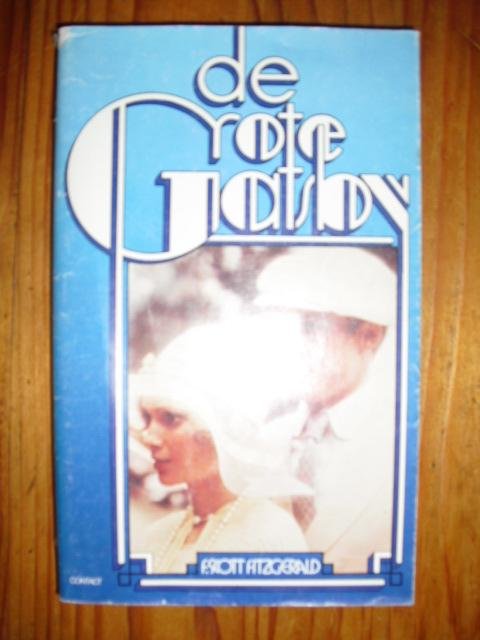 de
Grote
Gatsby
F. SCOTT FITZGERALD
CONTACT